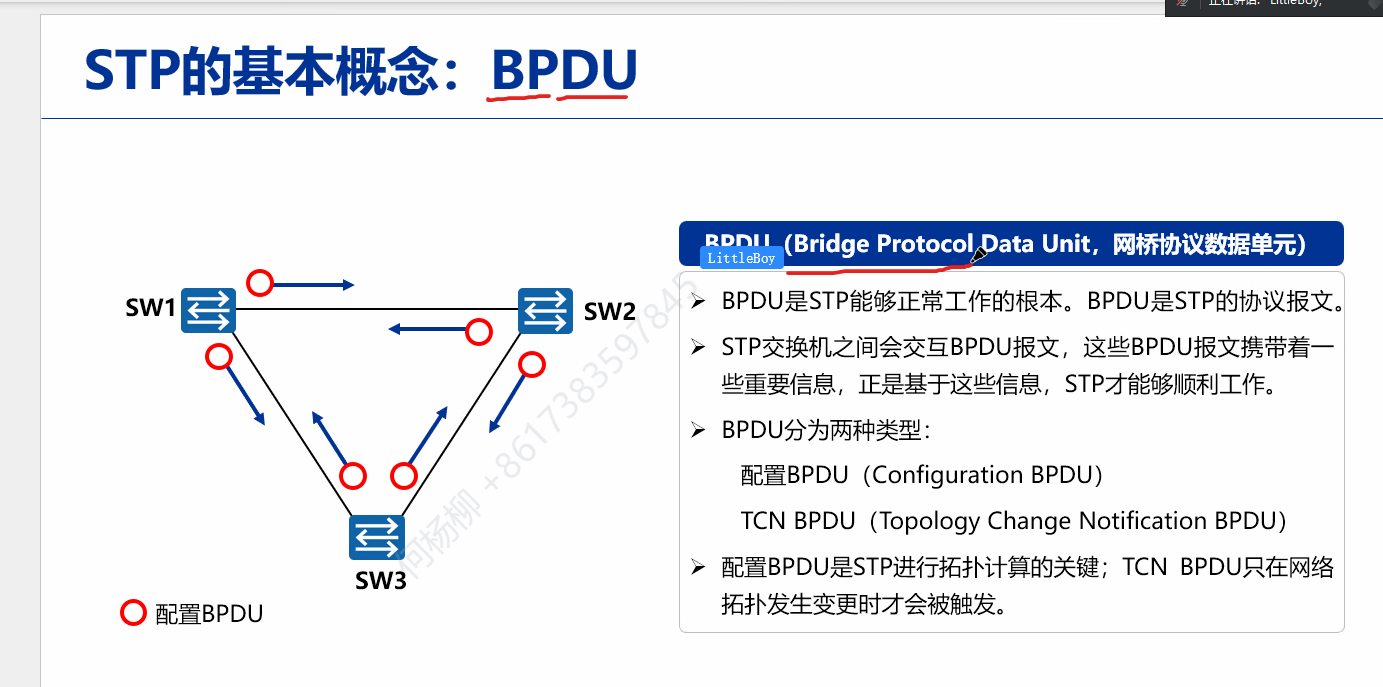 正在讲话: LittleBoy;
STP的基本概念：BPDU
BPDU（Bridge Protocol Data Unit，网桥协议数据单元）
LittleBoy
SW1
SW2
SW3
配置BPDU
BPDU是STP能够正常工作的根本。BPDU是STP的协议报文。
STP交换机之间会交互BPDU报文，这些BPDU报文携带着一
些重要信息，正是基于这些信息，STP才能够顺利工作。
BPDU分为两种类型：
配置BPDU（Configuration BPDU）
TCN BPDU（Topology Change Notification BPDU）
配置BPDU是STP进行拓扑计算的关键；TCN BPDU只在网络
拓扑发生变更时才会被触发。
何杨柳 +8617383597845